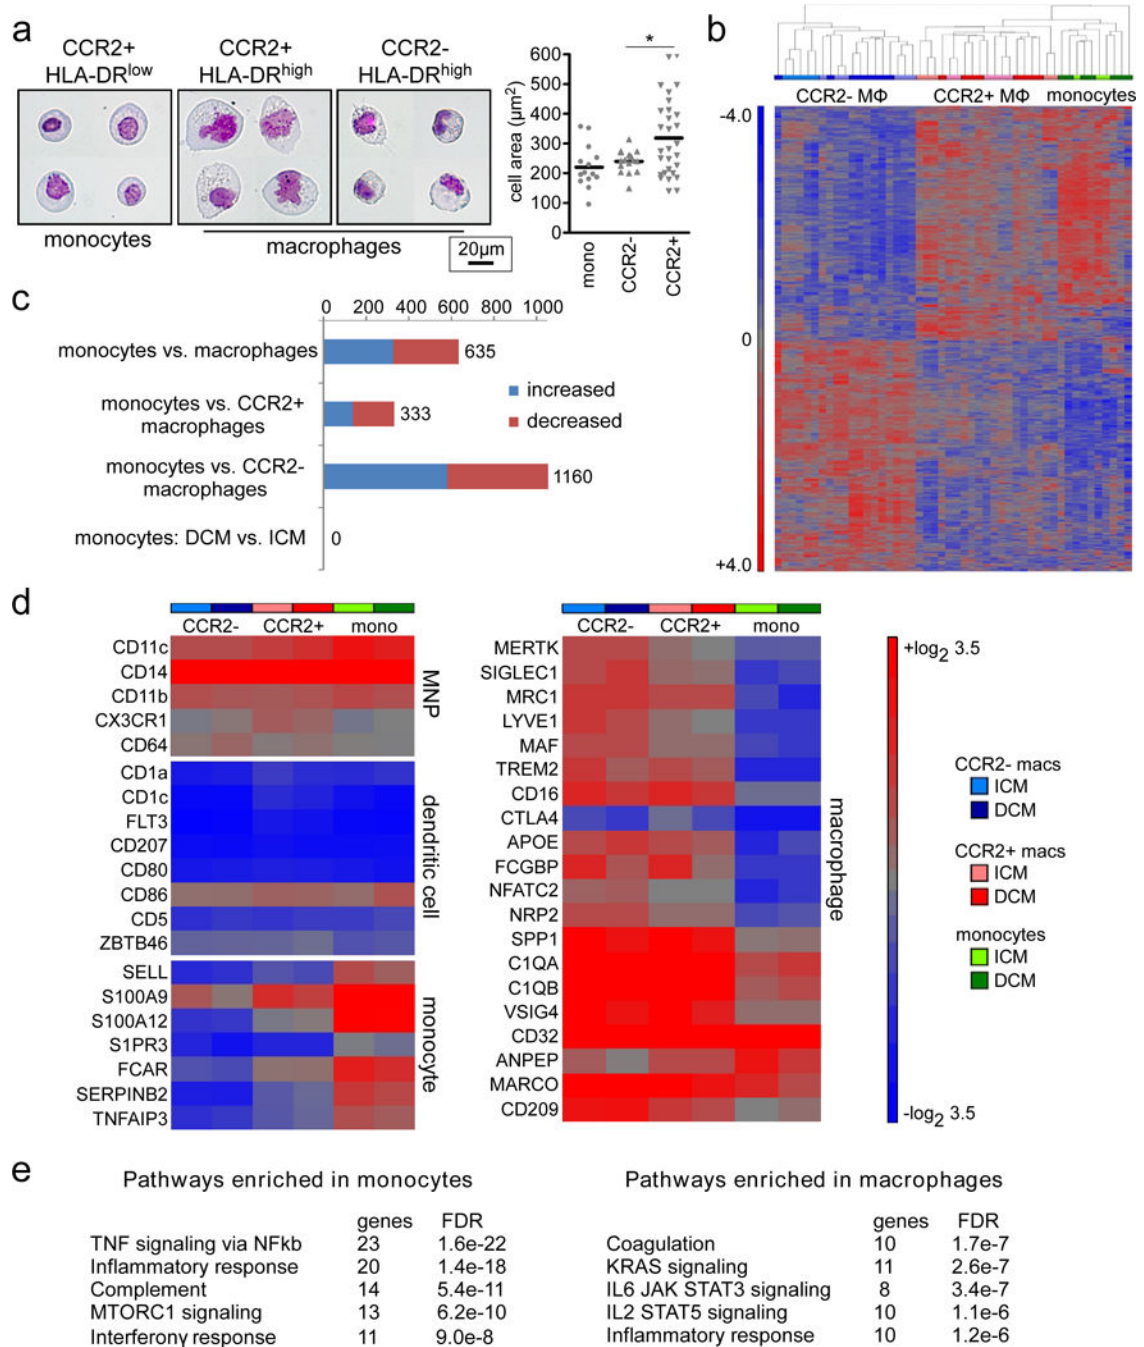 a
CCR2+
HLA-DRlow
CCR2+
HLA-DRhigh
CCR2-
HLA-DRhigh
monocytes
macrophages
20μm
*
cell area (μm2)
600
500
400
300
200
100
0
mono
CCR2-
CCR2+
b
CCR2- MΦ
CCR2+ MΦ
monocytes
-4.0
0
+4.0
c
0 200 400 600 800 1000
monocytes vs. macrophages 635
monocytes vs. CCR2+
macrophages 333
monocytes vs. CCR2-
macrophages 1160
monocytes: DCM vs. ICM 0
increased
decreased
d
CCR2- CCR2+ mono
CD11c
CD14
CD11b
CX3CR1
CD64
MNP
CD1a
CD1c
FLT3
CD207
CD80
CD86
CD5
ZBTB46
dendritic cell
SELL
S100A9
S100A12
S1PR3
FCAR
SERPINB2
TNFAIP3
monocyte
CCR2- CCR2+ mono
MERTK
SIGLEC1
MRC1
LYVE1
MAF
TREM2
CD16
CTLA4
APOE
FCGBP
NFATC2
NRP2
SPP1
C1QA
C1QB
VSIG4
CD32
ANPEP
MARCO
CD209
macrophage
+log2 3.5
-log2 3.5
CCR2- macs
ICM
DCM
CCR2+ macs
ICM
DCM
monocytes
ICM
DCM
e
Pathways enriched in monocytes
genes FDR
TNF signaling via NFkb 23 1.6e-22
Inflammatory response 20 1.4e-18
Complement 14 5.4e-11
MTORC1 signaling 13 6.2e-10
Interferony response 11 9.0e-8
Pathways enriched in macrophages
genes FDR
Coagulation 10 1.7e-7
KRAS signaling 11 2.6e-7
IL6 JAK STAT3 signaling 8 3.4e-7
IL2 STAT5 signaling 10 1.1e-6
Inflammatory response 10 1.2e-6